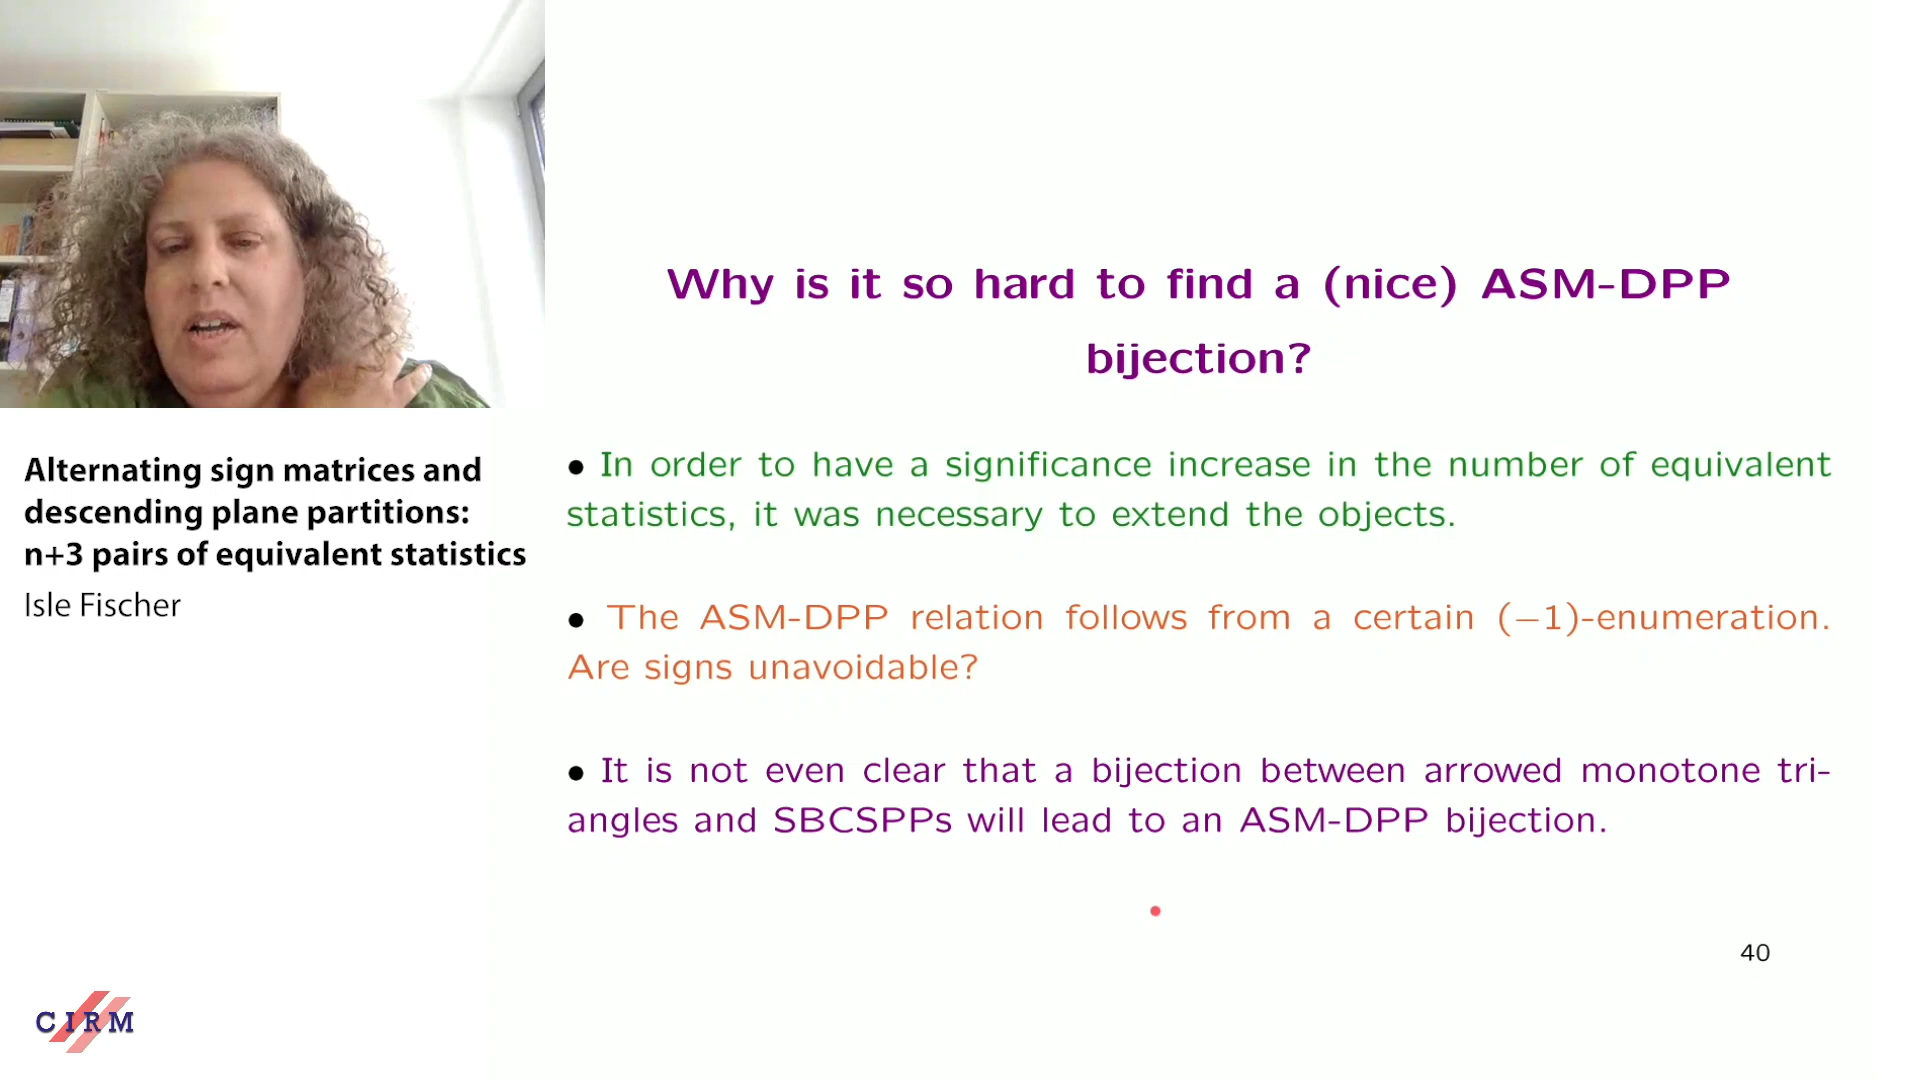 Why is it so hard to find a (nice) ASM-DPP
bijection?
• In order to have a significance increase in the number of equivalent
statistics, it was necessary to extend the objects.
• The ASM-DPP relation follows from a certain (−1)-enumeration.
Are signs unavoidable?
• It is not even clear that a bijection between arrowed monotone tri-
angles and SBCSPPs will lead to an ASM-DPP bijection.
40
Alternating sign matrices and
descending plane partitions:
n+3 pairs of equivalent statistics
Isle Fischer
CIRM